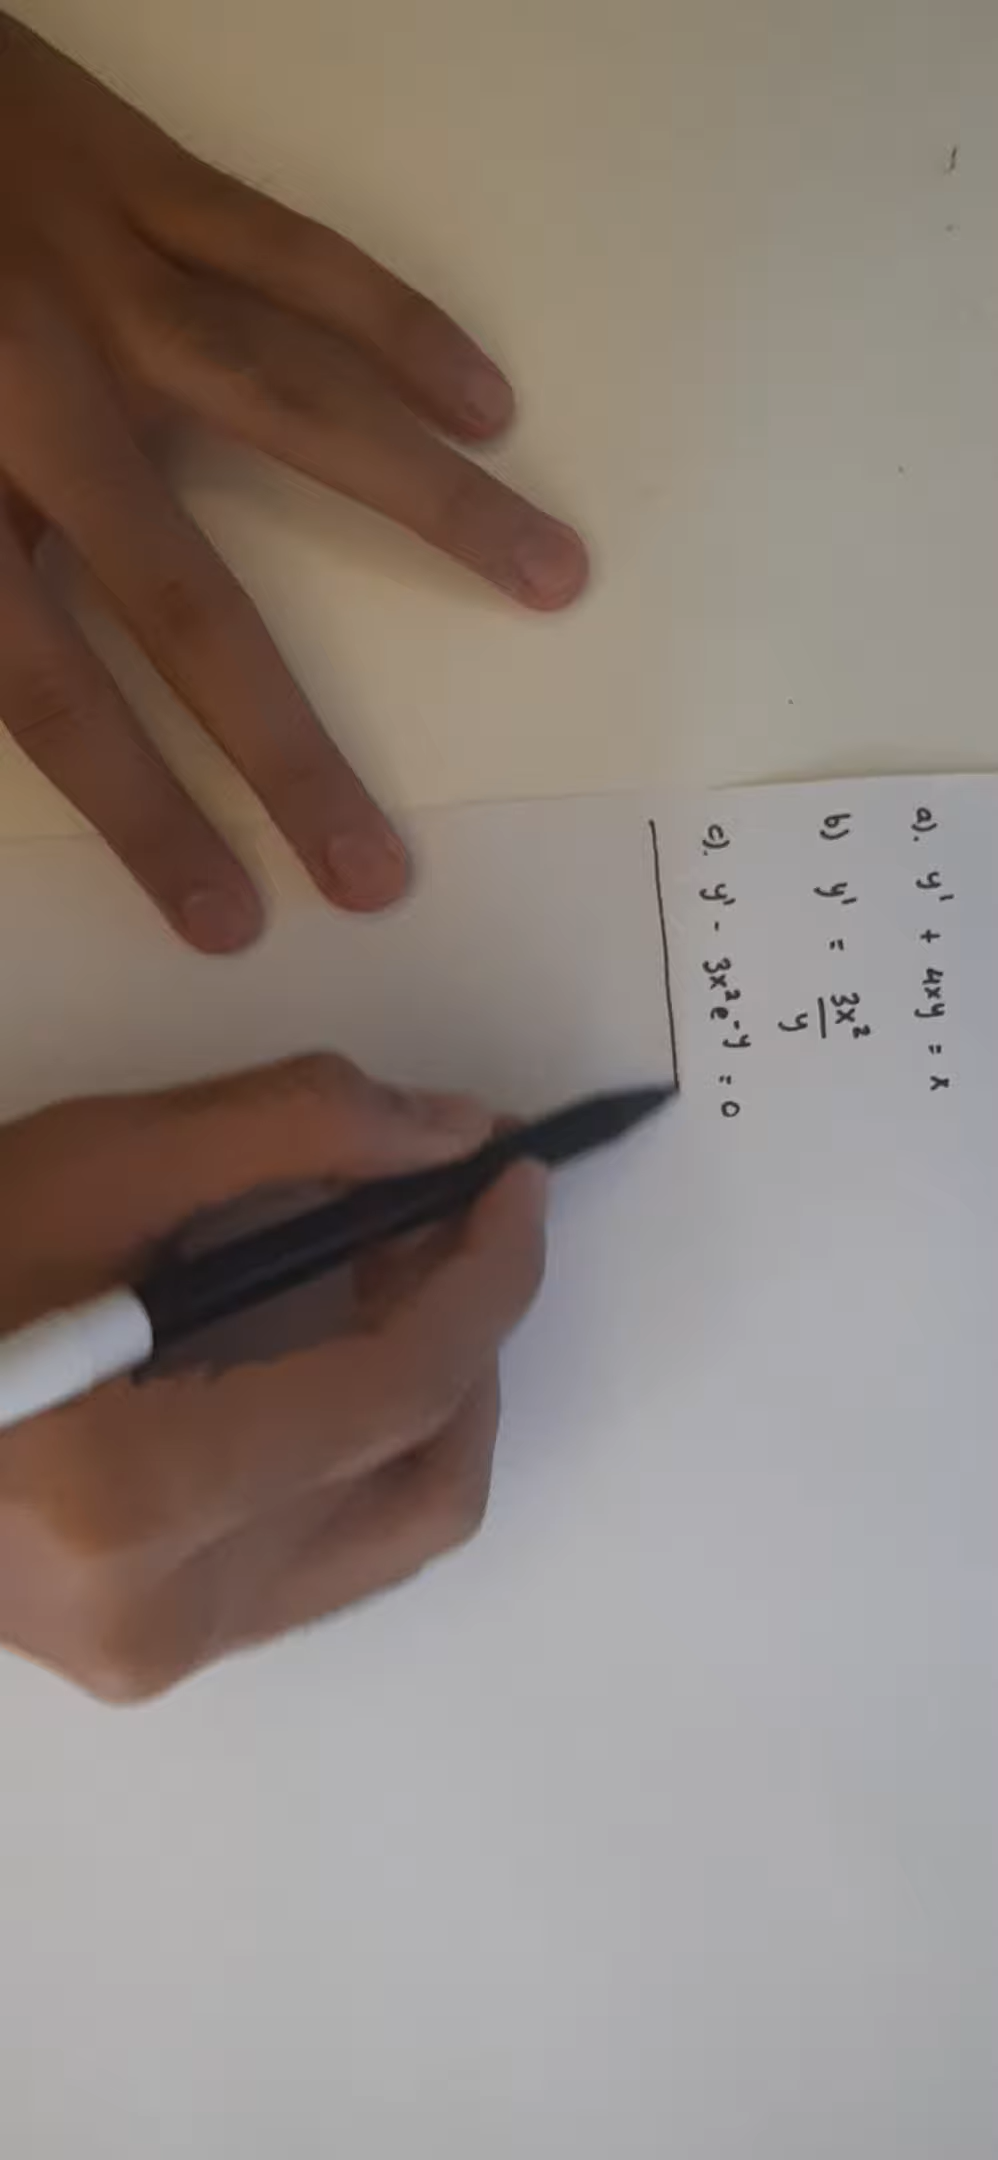 a). y' + 4xy = x
b) y' = 3x²/y
c). y' - 3x²e⁻ʸ = 0